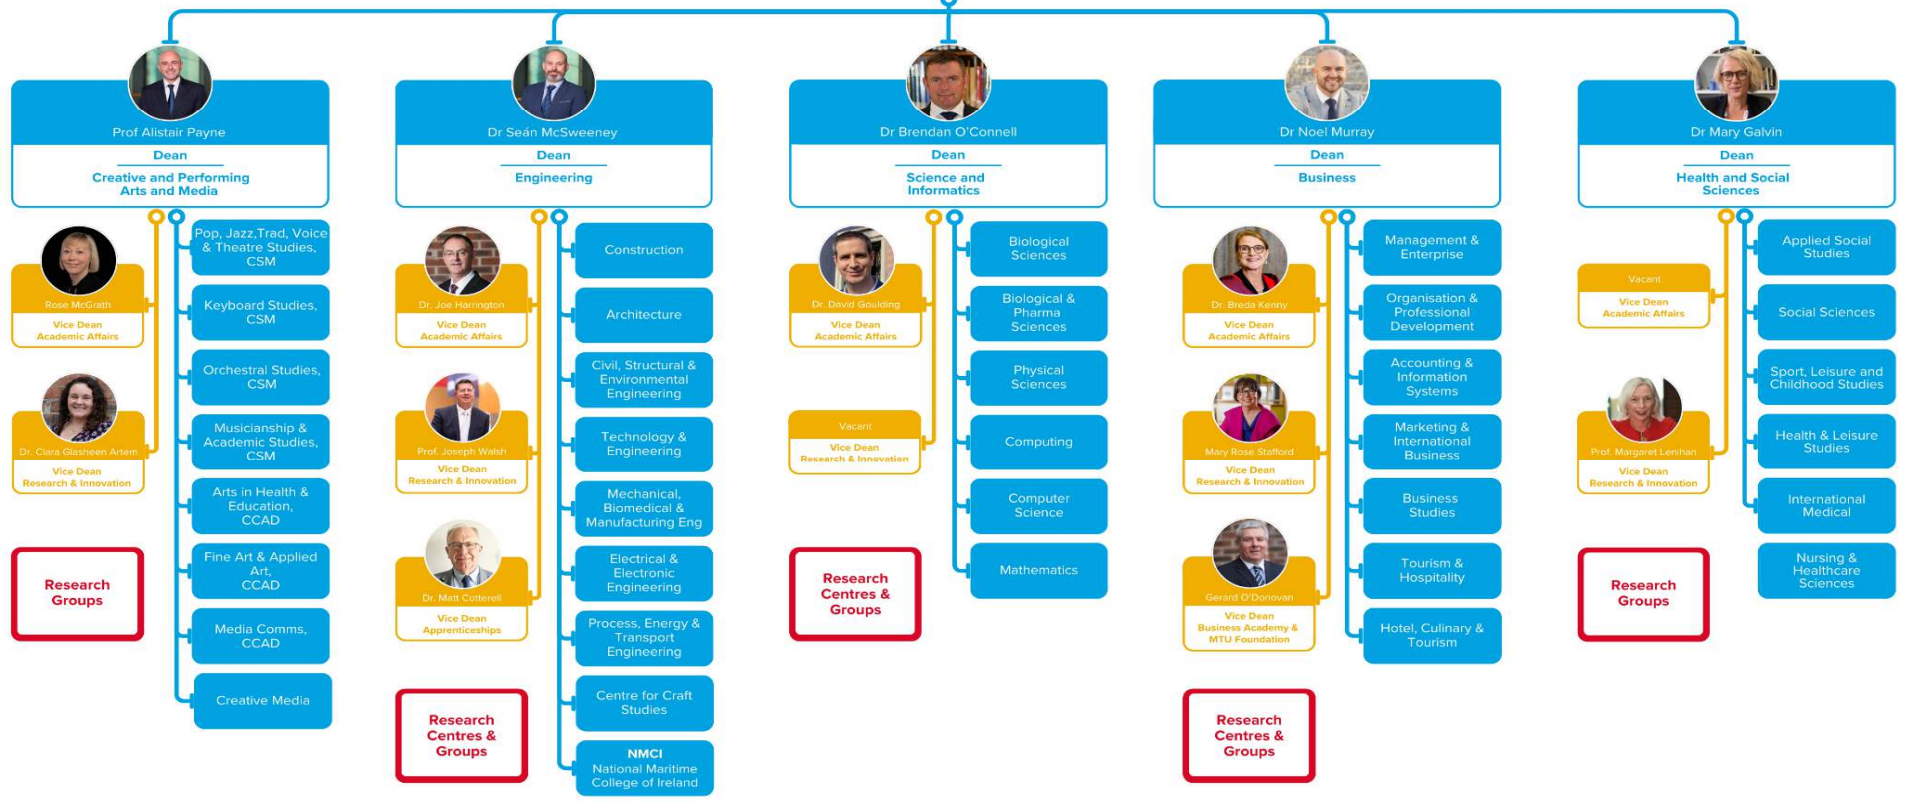 Prof Alistair Payne
Dean
Creative and Performing
Arts and Media
Rose McGrath
Vice Dean
Academic Affairs
Dr. Ciara Glasheen Artem
Vice Dean
Research & Innovation
Research
Groups
Pop, Jazz,Trad, Voice
& Theatre Studies,
CSM
Keyboard Studies,
CSM
Orchestral Studies,
CSM
Musicianship &
Academic Studies,
CSM
Arts in Health &
Education,
CCAD
Fine Art & Applied
Art,
CCAD
Media Comms,
CCAD
Creative Media
Dr Seán McSweeney
Dean
Engineering
Dr. Joe Harrington
Vice Dean
Academic Affairs
Prof. Joseph Walsh
Vice Dean
Research & Innovation
Dr. Matt Cotterell
Vice Dean
Apprenticeships
Research
Centres &
Groups
Construction
Architecture
Civil, Structural &
Environmental
Engineering
Technology &
Engineering
Mechanical,
Biomedical &
Manufacturing Eng
Electrical &
Electronic
Engineering
Process, Energy &
Transport
Engineering
Centre for Craft
Studies
NMCI
National Maritime
College of Ireland
Dr Brendan O'Connell
Dean
Science and
Informatics
Dr. David Goulding
Vice Dean
Academic Affairs
Vacant
Vice Dean
Research & Innovation
Research
Centres &
Groups
Biological
Sciences
Biological &
Pharma
Sciences
Physical
Sciences
Computing
Computer
Science
Mathematics
Dr Noel Murray
Dean
Business
Dr. Breda Kenny
Vice Dean
Academic Affairs
Mary Rose Stafford
Vice Dean
Research & Innovation
Gerard O'Donovan
Vice Dean
Business Academy &
MTU Foundation
Research
Centres &
Groups
Management &
Enterprise
Organisation &
Professional
Development
Accounting &
Information
Systems
Marketing &
International
Business
Business
Studies
Tourism &
Hospitality
Hotel, Culinary &
Tourism
Dr Mary Galvin
Dean
Health and Social
Sciences
Vacant
Vice Dean
Academic Affairs
Prof. Margaret Lenihan
Vice Dean
Research & Innovation
Research
Groups
Applied Social
Studies
Social Sciences
Sport, Leisure and
Childhood Studies
Health & Leisure
Studies
International
Medical
Nursing &
Healthcare
Sciences